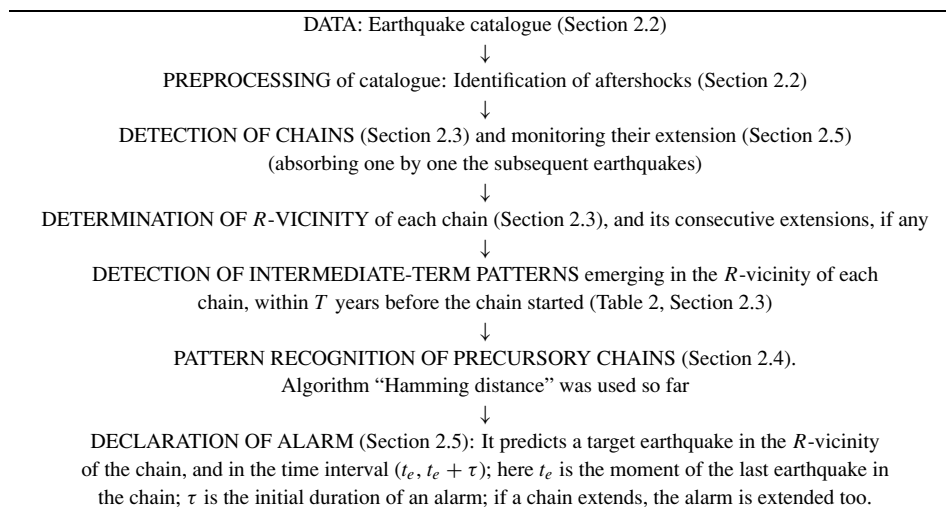 DATA: Earthquake catalogue (Section 2.2)
↓
PREPROCESSING of catalogue: Identification of aftershocks (Section 2.2)
↓
DETECTION OF CHAINS (Section 2.3) and monitoring their extension (Section 2.5)
(absorbing one by one the subsequent earthquakes)
↓
DETERMINATION OF R-VICINITY of each chain (Section 2.3), and its consecutive extensions, if any
↓
DETECTION OF INTERMEDIATE-TERM PATTERNS emerging in the R-vicinity of each
chain, within T years before the chain started (Table 2, Section 2.3)
↓
PATTERN RECOGNITION OF PRECURSORY CHAINS (Section 2.4).
Algorithm “Hamming distance” was used so far
↓
DECLARATION OF ALARM (Section 2.5): It predicts a target earthquake in the R-vicinity
of the chain, and in the time interval (tₑ, tₑ + τ); here tₑ is the moment of the last earthquake in
the chain; τ is the initial duration of an alarm; if a chain extends, the alarm is extended too.